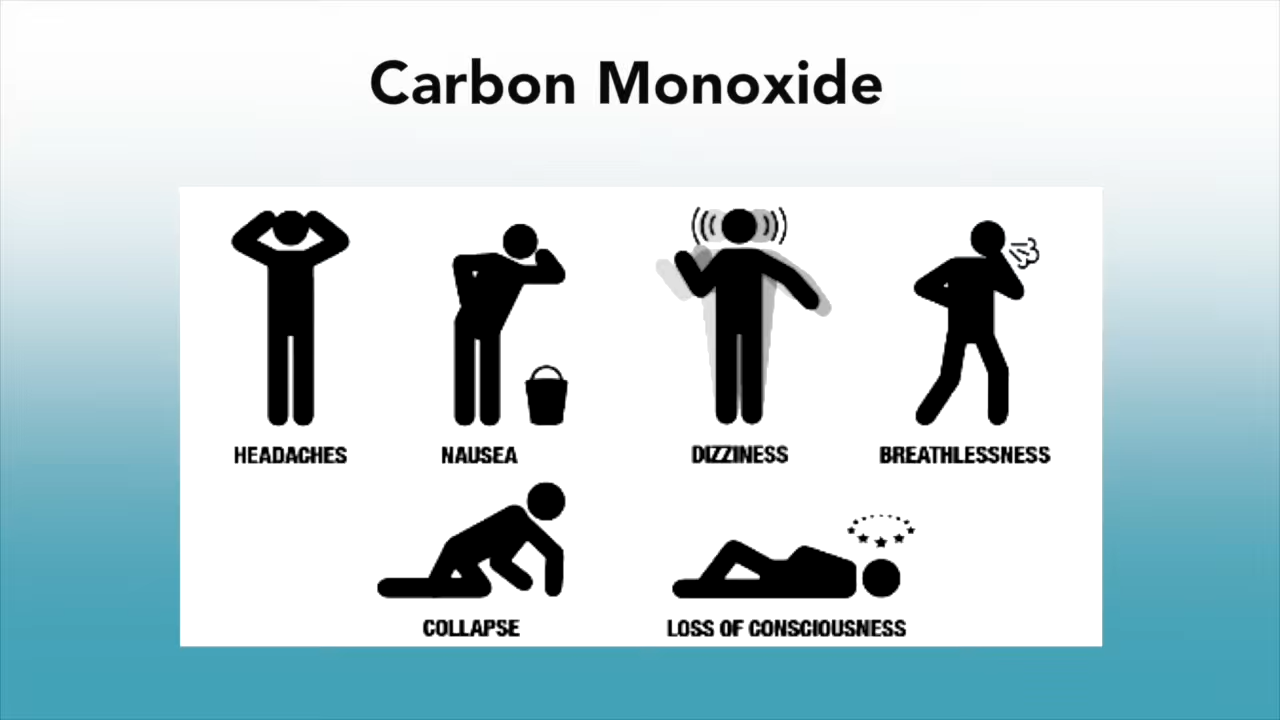 Carbon Monoxide
HEADACHES
NAUSEA
DIZZINESS
BREATHLESSNESS
COLLAPSE
LOSS OF CONSCIOUSNESS